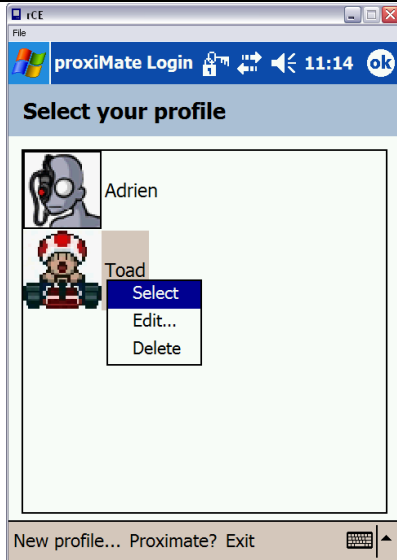 rCE
File
proxiMate Login 11:14 ok
Select your profile
Adrien
Toad
Select
Edit...
Delete
New profile... Proximate? Exit